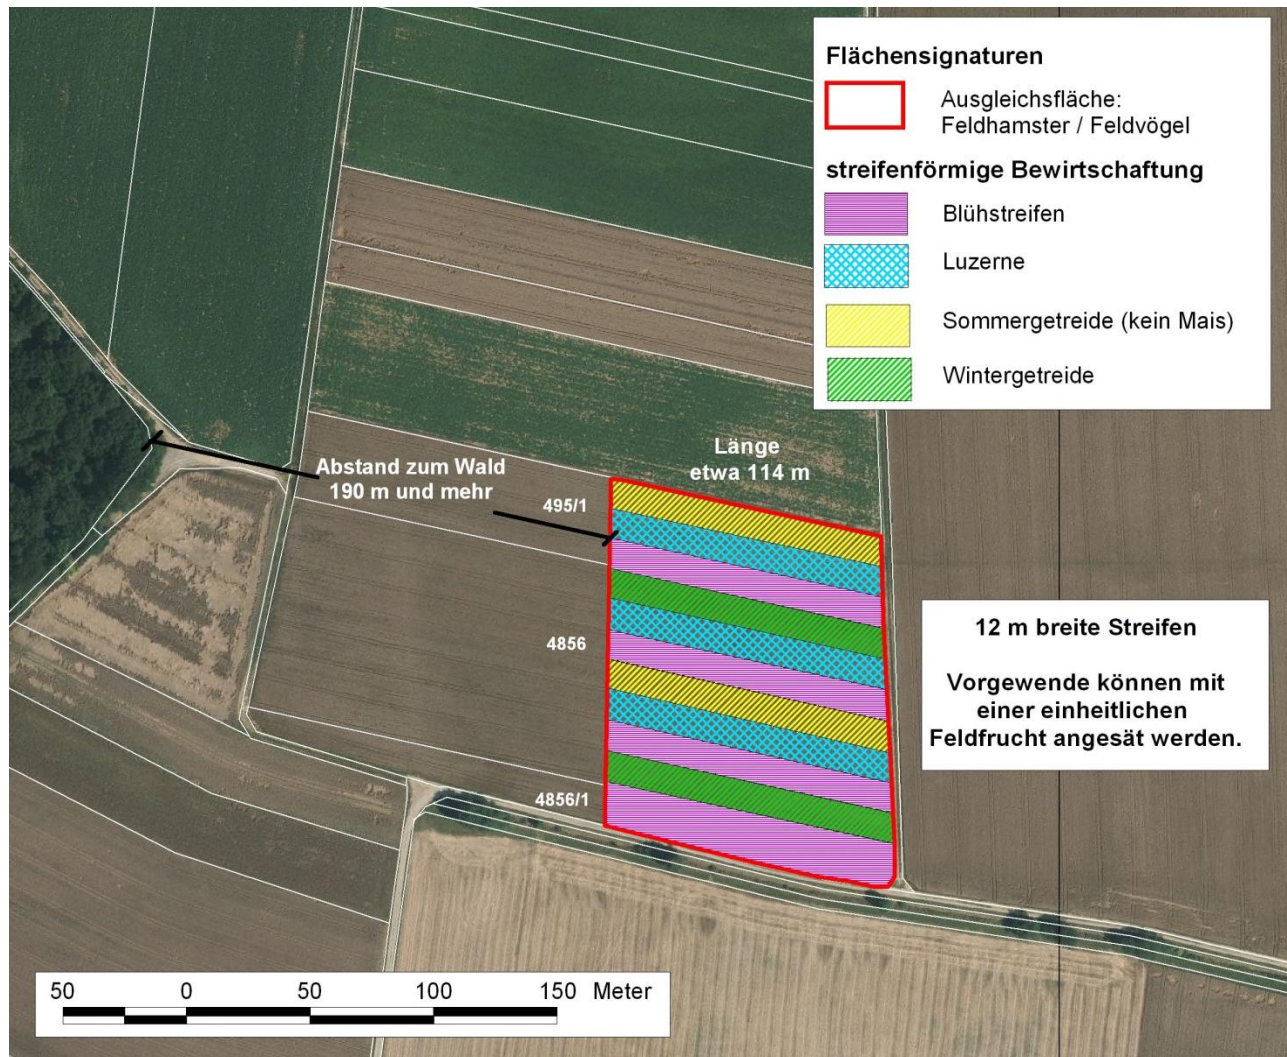 Flächensignaturen
Ausgleichsfläche:
Feldhamster / Feldvögel
streifenförmige Bewirtschaftung
Blühstreifen
Luzerne
Sommergetreide (kein Mais)
Wintergetreide
Länge
etwa 114 m
Abstand zum Wald
190 m und mehr
495/1
4856
4856/1
12 m breite Streifen
Vorgewende können mit
einer einheitlichen
Feldfrucht angesät werden.
50 0 50 100 150 Meter